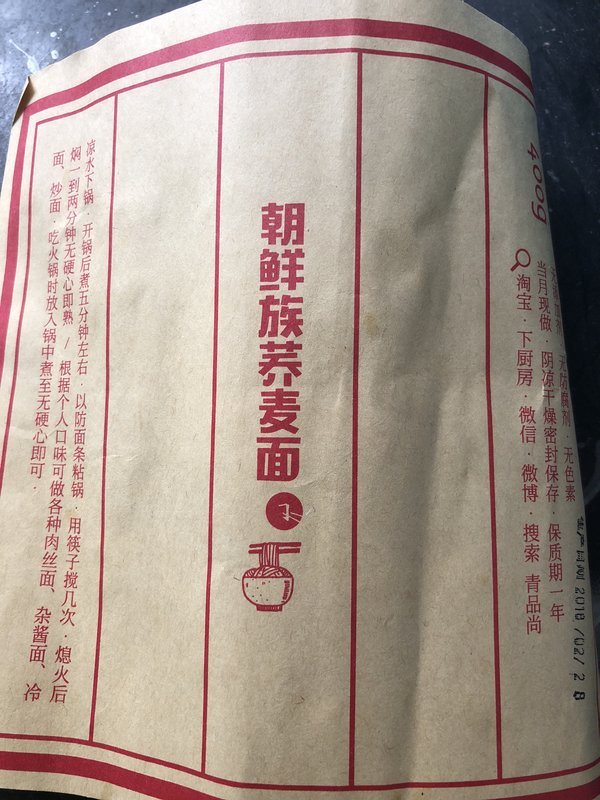 400g
生产日期 2018/02/28
无添加剂·无防腐剂·无色素
当月现做·阴凉干燥密封保存·保质期一年
淘宝·下厨房·微信·微博·搜索 青品尚
朝鲜族荞麦面
凉水下锅·开锅后煮五分钟左右·以防面条粘锅·用筷子搅几次·熄火后
焖一到两分钟无硬心即熟 / 根据个人口味可做各种肉丝面、杂酱面、冷
面、炒面·吃火锅时放入锅中煮至无硬心即可·